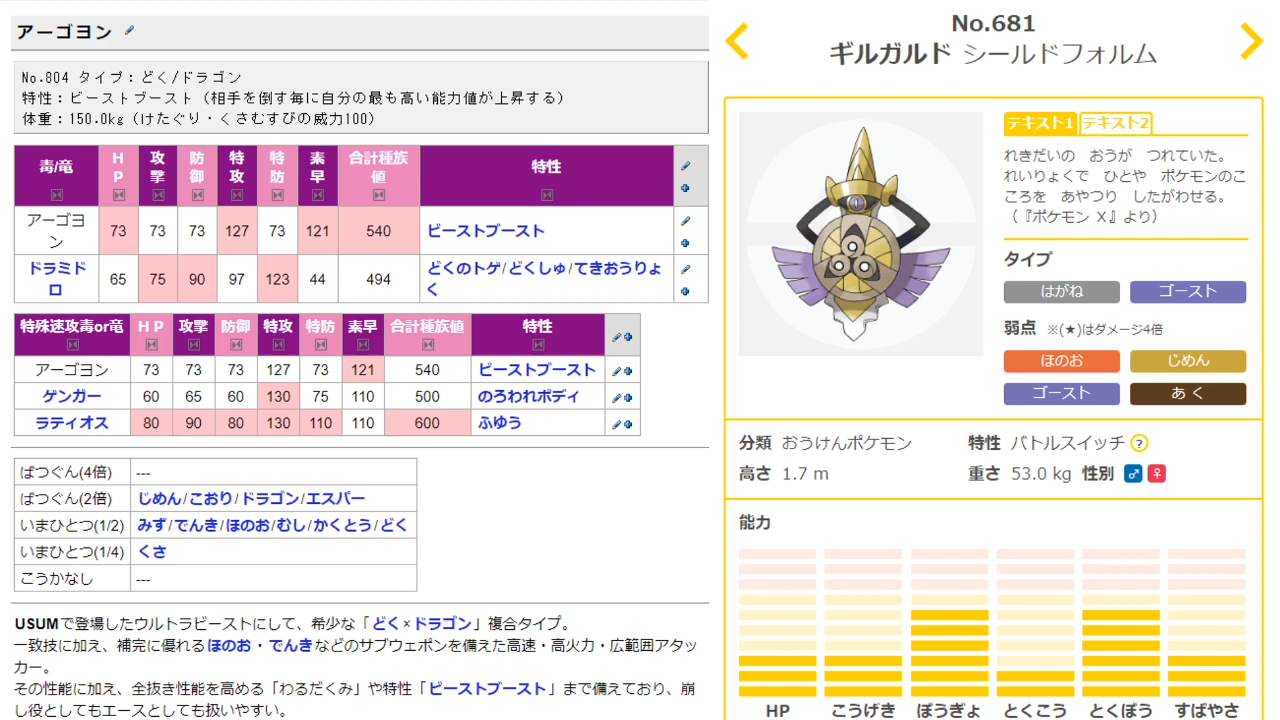 アーゴヨン
No.804 タイプ：どく/ドラゴン
特性：ビーストブースト（相手を倒す毎に自分の最も高い能力値が上昇する）
体重：150.0kg（けたぐり・くさむすびの威力100）
毒/竜 HP 攻撃 防御 特攻 特防 素早 合計種族値 特性
アーゴヨン 73 73 73 127 73 121 540 ビーストブースト
ドラミドロ 65 75 90 97 123 44 494 どくのトゲ/どくしゅ/てきおうりょく
特殊速攻毒or竜 HP 攻撃 防御 特攻 特防 素早 合計種族値 特性
アーゴヨン 73 73 73 127 73 121 540 ビーストブースト
ゲンガー 60 65 60 130 75 110 500 のろわれボディ
ラティオス 80 90 80 130 110 110 600 ふゆう
ばつぐん(4倍) ---
ばつぐん(2倍) じめん/こおり/ドラゴン/エスパー
いまひとつ(1/2) みず/でんき/ほのお/むし/かくとう/どく
いまひとつ(1/4) くさ
こうかなし ---
USUMで登場したウルトラビーストにして、希少な「どく×ドラゴン」複合タイプ。
一致技に加え、補完に優れるほのお・でんきなどのサブウェポンを備えた高速・高火力・広範囲アタッ
カー。
その性能に加え、全抜き性能を高める「わるだくみ」や特性「ビーストブースト」まで備えており、崩
し役としてもエースとしても扱いやすい。
No.681
ギルガルド シールドフォルム
テキスト1 テキスト2
れきだいの おうが つれていた。
れいりょくで ひとや ポケモンのこ
ころを あやつり したがわせる。
（『ポケモン X』より）
タイプ
はがね ゴースト
弱点 ※(★)はダメージ4倍
ほのお じめん
ゴースト あく
分類 おうけんポケモン 特性 バトルスイッチ ?
高さ 1.7 m 重さ 53.0 kg 性別 ♂ ♀
能力
HP こうげき ぼうぎょ とくこう とくぼう すばやさ